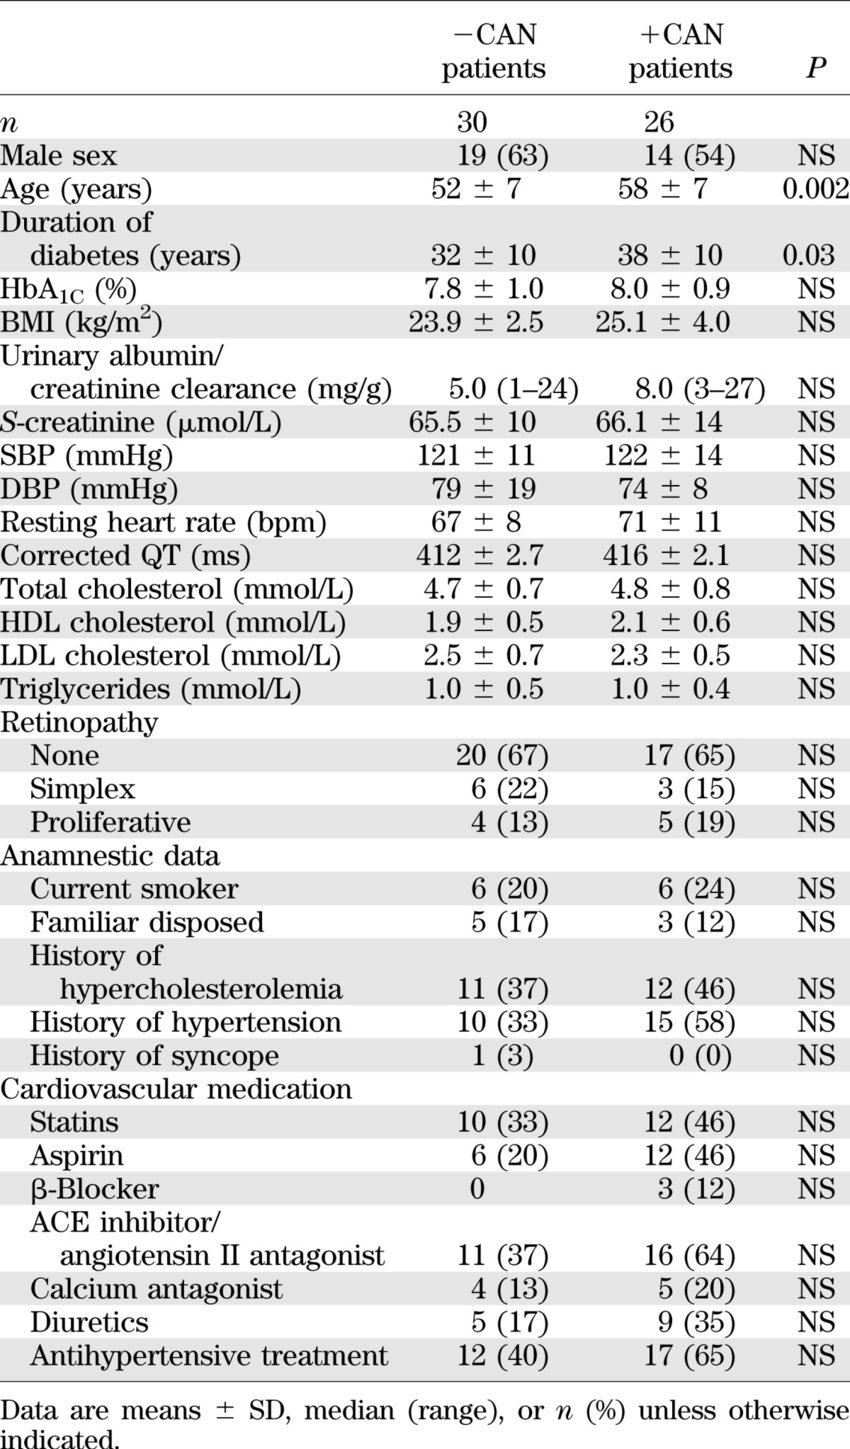 −CAN patients +CAN patients P
n 30 26
Male sex 19 (63) 14 (54) NS
Age (years) 52 ± 7 58 ± 7 0.002
Duration of
diabetes (years) 32 ± 10 38 ± 10 0.03
HbA1C (%) 7.8 ± 1.0 8.0 ± 0.9 NS
BMI (kg/m²) 23.9 ± 2.5 25.1 ± 4.0 NS
Urinary albumin/
creatinine clearance (mg/g) 5.0 (1–24) 8.0 (3–27) NS
S-creatinine (μmol/L) 65.5 ± 10 66.1 ± 14 NS
SBP (mmHg) 121 ± 11 122 ± 14 NS
DBP (mmHg) 79 ± 19 74 ± 8 NS
Resting heart rate (bpm) 67 ± 8 71 ± 11 NS
Corrected QT (ms) 412 ± 2.7 416 ± 2.1 NS
Total cholesterol (mmol/L) 4.7 ± 0.7 4.8 ± 0.8 NS
HDL cholesterol (mmol/L) 1.9 ± 0.5 2.1 ± 0.6 NS
LDL cholesterol (mmol/L) 2.5 ± 0.7 2.3 ± 0.5 NS
Triglycerides (mmol/L) 1.0 ± 0.5 1.0 ± 0.4 NS
Retinopathy
None 20 (67) 17 (65) NS
Simplex 6 (22) 3 (15) NS
Proliferative 4 (13) 5 (19) NS
Anamnestic data
Current smoker 6 (20) 6 (24) NS
Familiar disposed 5 (17) 3 (12) NS
History of
hypercholesterolemia 11 (37) 12 (46) NS
History of hypertension 10 (33) 15 (58) NS
History of syncope 1 (3) 0 (0) NS
Cardiovascular medication
Statins 10 (33) 12 (46) NS
Aspirin 6 (20) 12 (46) NS
β-Blocker 0 3 (12) NS
ACE inhibitor/
angiotensin II antagonist 11 (37) 16 (64) NS
Calcium antagonist 4 (13) 5 (20) NS
Diuretics 5 (17) 9 (35) NS
Antihypertensive treatment 12 (40) 17 (65) NS
Data are means ± SD, median (range), or n (%) unless otherwise
indicated.